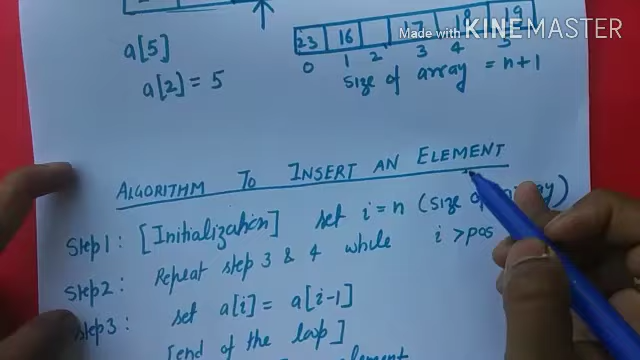 Made with KINEMASTER
a[5]
a[2] = 5
23 16 17 18 19
0 1 2 3 4 5
size of array = n+1
ALGORITHM TO INSERT AN ELEMENT
Step1: [Initialization] set i=n (size of array)
Step2: Repeat step 3 & 4 while i > pos
Step3: set a[i] = a[i-1]
[end of the loop]
element